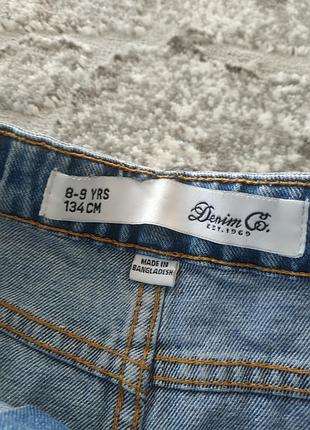 8-9 YRS
134 CM
Denim Co.
EST. 1969
MADE IN
BANGLADESH